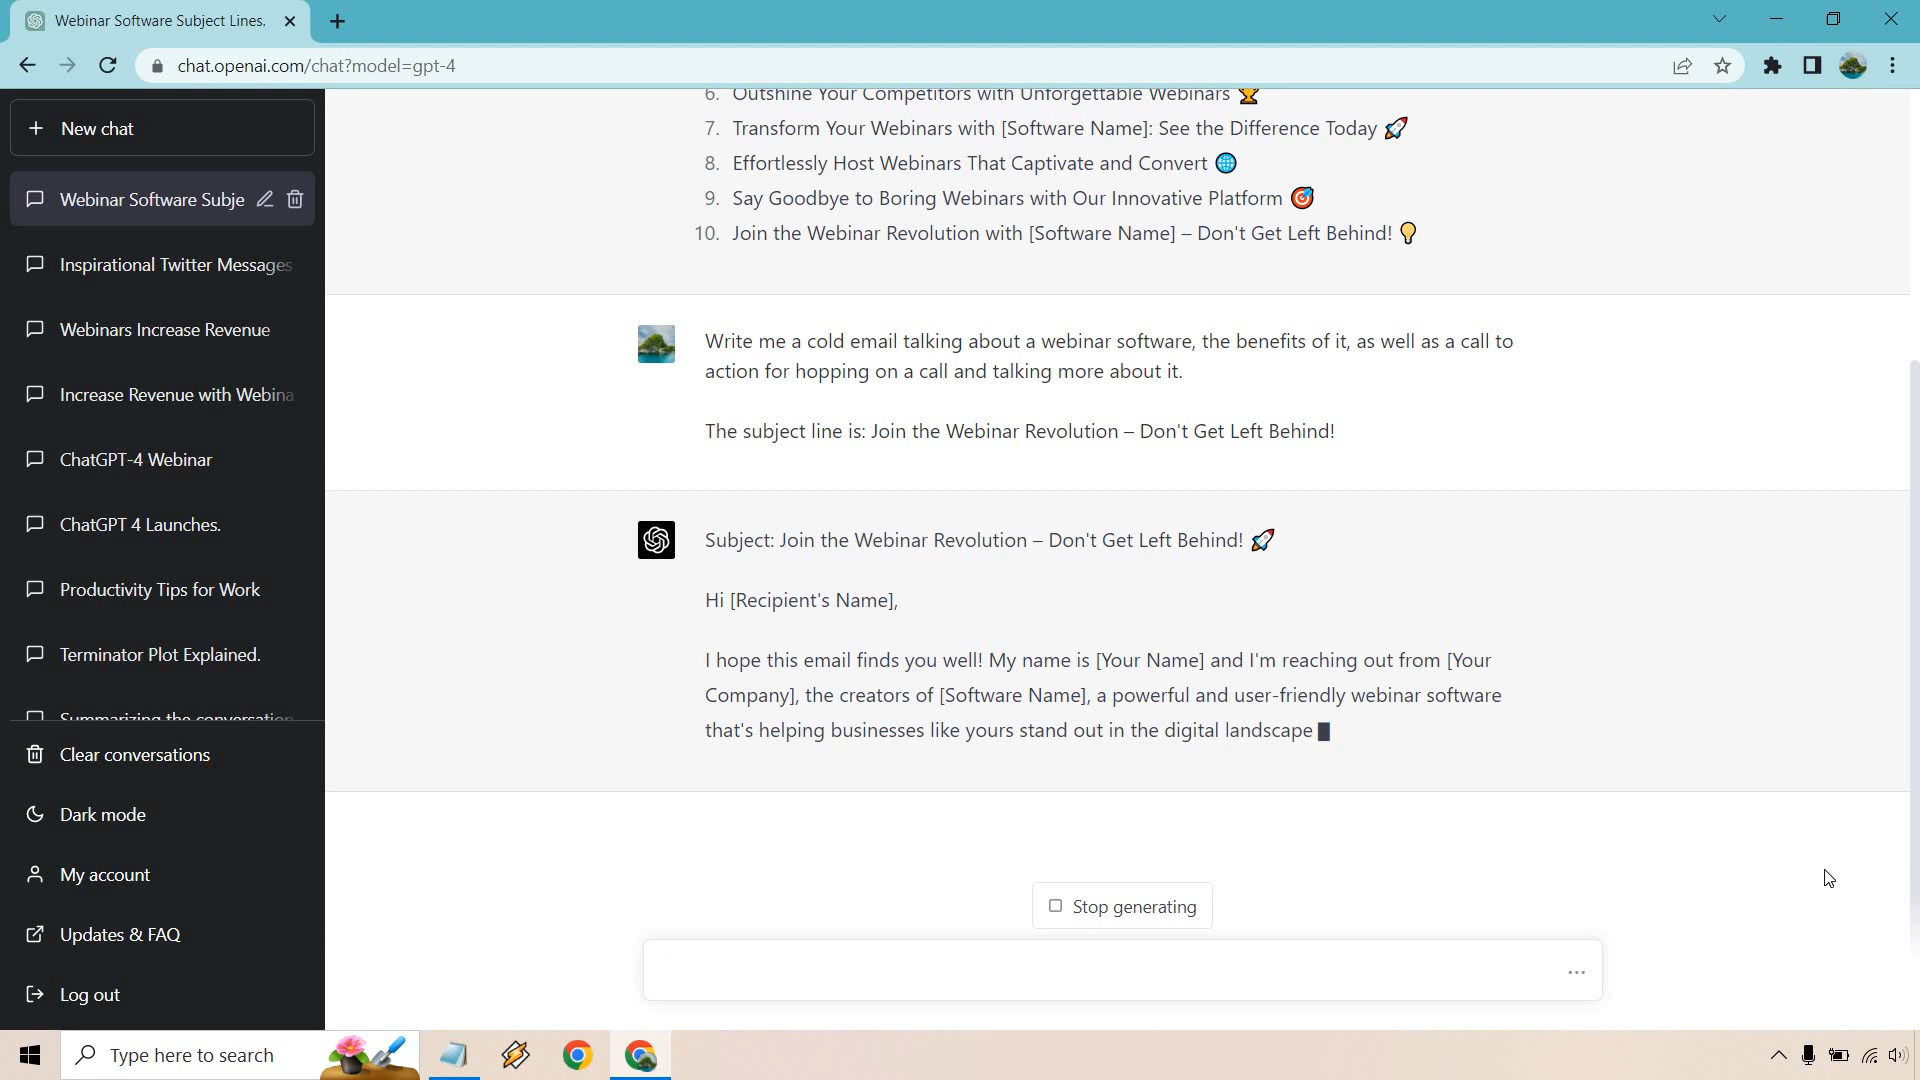 Webinar Software Subject Lines.
chat.openai.com/chat?model=gpt-4
New chat
Webinar Software Subje
Inspirational Twitter Messages
Webinars Increase Revenue
Increase Revenue with Webina
ChatGPT-4 Webinar
ChatGPT 4 Launches.
Productivity Tips for Work
Terminator Plot Explained.
Summarizing the conversation
Clear conversations
Dark mode
My account
Updates & FAQ
Log out
6. Outshine Your Competitors with Unforgettable Webinars 🏆
7. Transform Your Webinars with [Software Name]: See the Difference Today 🚀
8. Effortlessly Host Webinars That Captivate and Convert 🌐
9. Say Goodbye to Boring Webinars with Our Innovative Platform 🎯
10. Join the Webinar Revolution with [Software Name] – Don't Get Left Behind! 💡
Write me a cold email talking about a webinar software, the benefits of it, as well as a call to
action for hopping on a call and talking more about it.
The subject line is: Join the Webinar Revolution – Don't Get Left Behind!
Subject: Join the Webinar Revolution – Don't Get Left Behind! 🚀
Hi [Recipient's Name],
I hope this email finds you well! My name is [Your Name] and I'm reaching out from [Your
Company], the creators of [Software Name], a powerful and user-friendly webinar software
that's helping businesses like yours stand out in the digital landscape
Stop generating
Type here to search